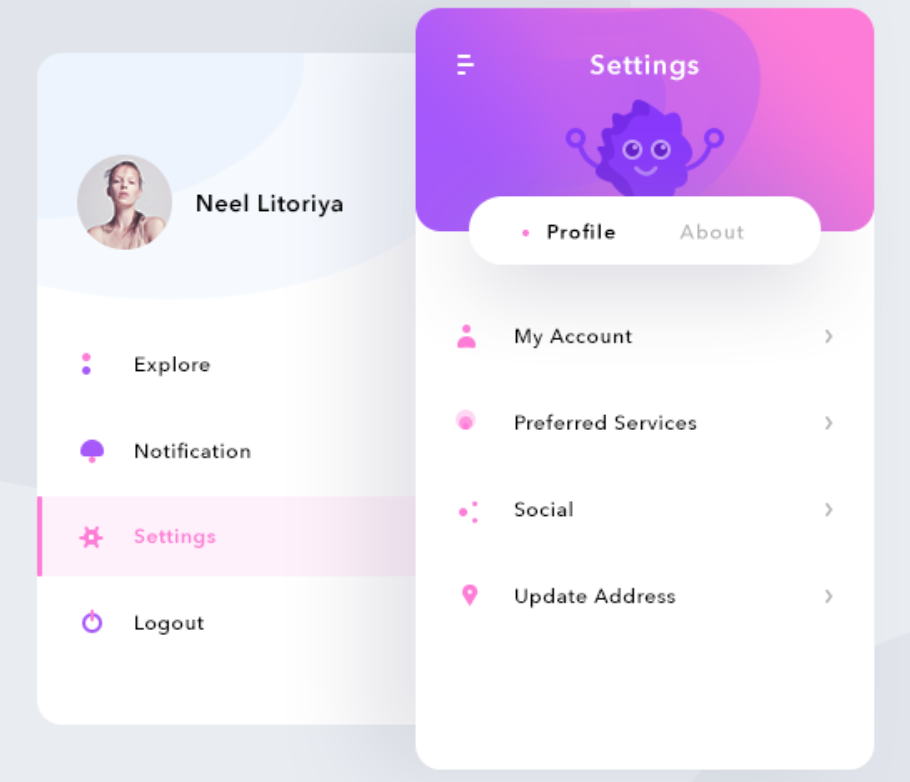 Neel Litoriya
Explore
Notification
Settings
Logout
Settings
Profile
About
My Account
Preferred Services
Social
Update Address